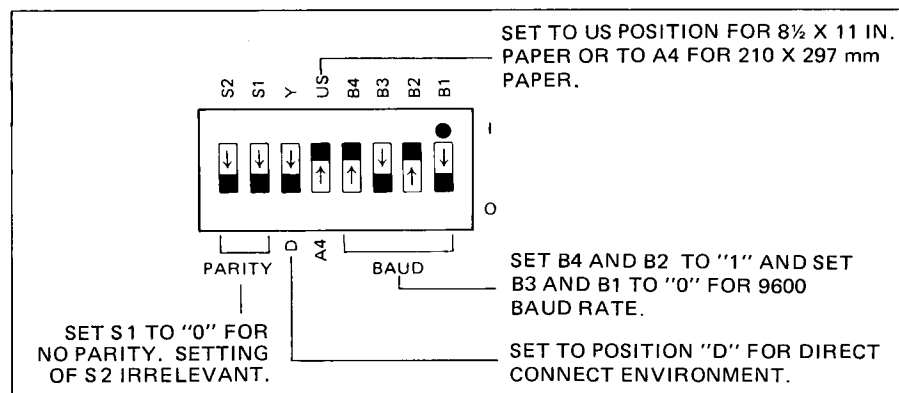 SET TO US POSITION FOR 8½ X 11 IN.
PAPER OR TO A4 FOR 210 X 297 mm
PAPER.
S2 S1 Y US B4 B3 B2 B1
I
O
D A4
PARITY BAUD
SET B4 AND B2 TO "1" AND SET
B3 AND B1 TO "0" FOR 9600
BAUD RATE.
SET S1 TO "0" FOR
NO PARITY. SETTING
OF S2 IRRELEVANT.
SET TO POSITION "D" FOR DIRECT
CONNECT ENVIRONMENT.